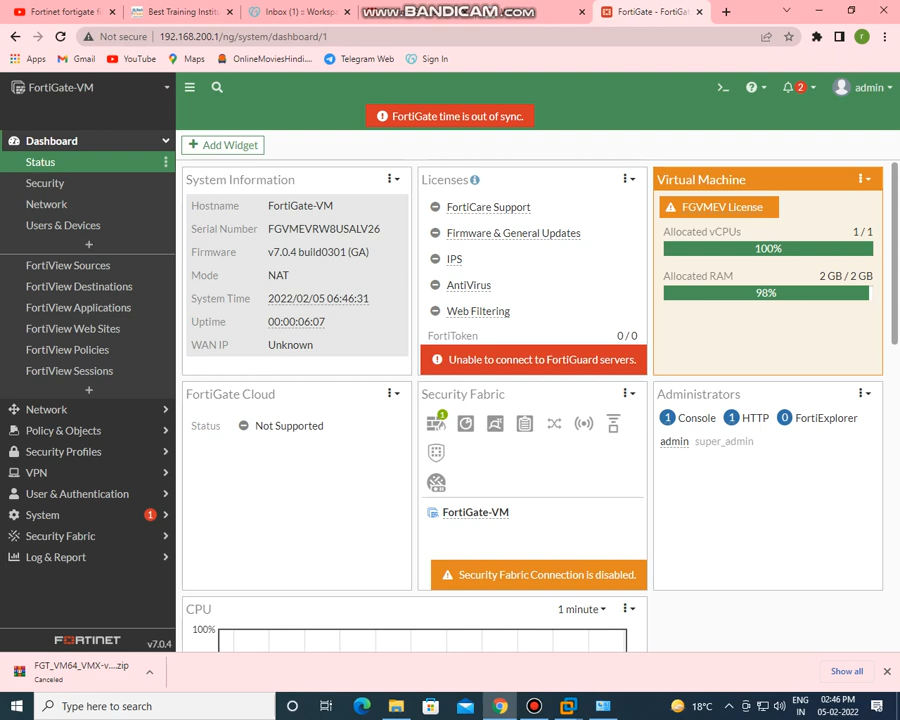 Fortinet fortigate fi
Best Training Institu
Inbox (1) :: Worksp
www.BANDICAM.com
FortiGate - FortiGat
Not secure | 192.168.200.1/ng/system/dashboard/1
Apps
Gmail
YouTube
Maps
OnlineMoviesHindi....
Telegram Web
Sign In
FortiGate-VM
2
admin
FortiGate time is out of sync.
Dashboard
Status
Security
Network
Users & Devices
FortiView Sources
FortiView Destinations
FortiView Applications
FortiView Web Sites
FortiView Policies
FortiView Sessions
Network
Policy & Objects
Security Profiles
VPN
User & Authentication
System 1
Security Fabric
Log & Report
FORTINET v7.0.4
Add Widget
System Information
Hostname FortiGate-VM
Serial Number FGVMEVRW8USALV26
Firmware v7.0.4 build0301 (GA)
Mode NAT
System Time 2022/02/05 06:46:31
Uptime 00:00:06:07
WAN IP Unknown
Licenses
FortiCare Support
Firmware & General Updates
IPS
AntiVirus
Web Filtering
FortiToken 0 / 0
Unable to connect to FortiGuard servers.
Virtual Machine
FGVMEV License
Allocated vCPUs 1 / 1
100%
Allocated RAM 2 GB / 2 GB
98%
FortiGate Cloud
Status Not Supported
Security Fabric
1
FortiGate-VM
Security Fabric Connection is disabled.
Administrators
1 Console 1 HTTP 0 FortiExplorer
admin super_admin
CPU 1 minute
100%
FGT_VM64_VMX-v....zip
Canceled
Show all
Type here to search
18°C
ENG
IN
02:46 PM
05-02-2022